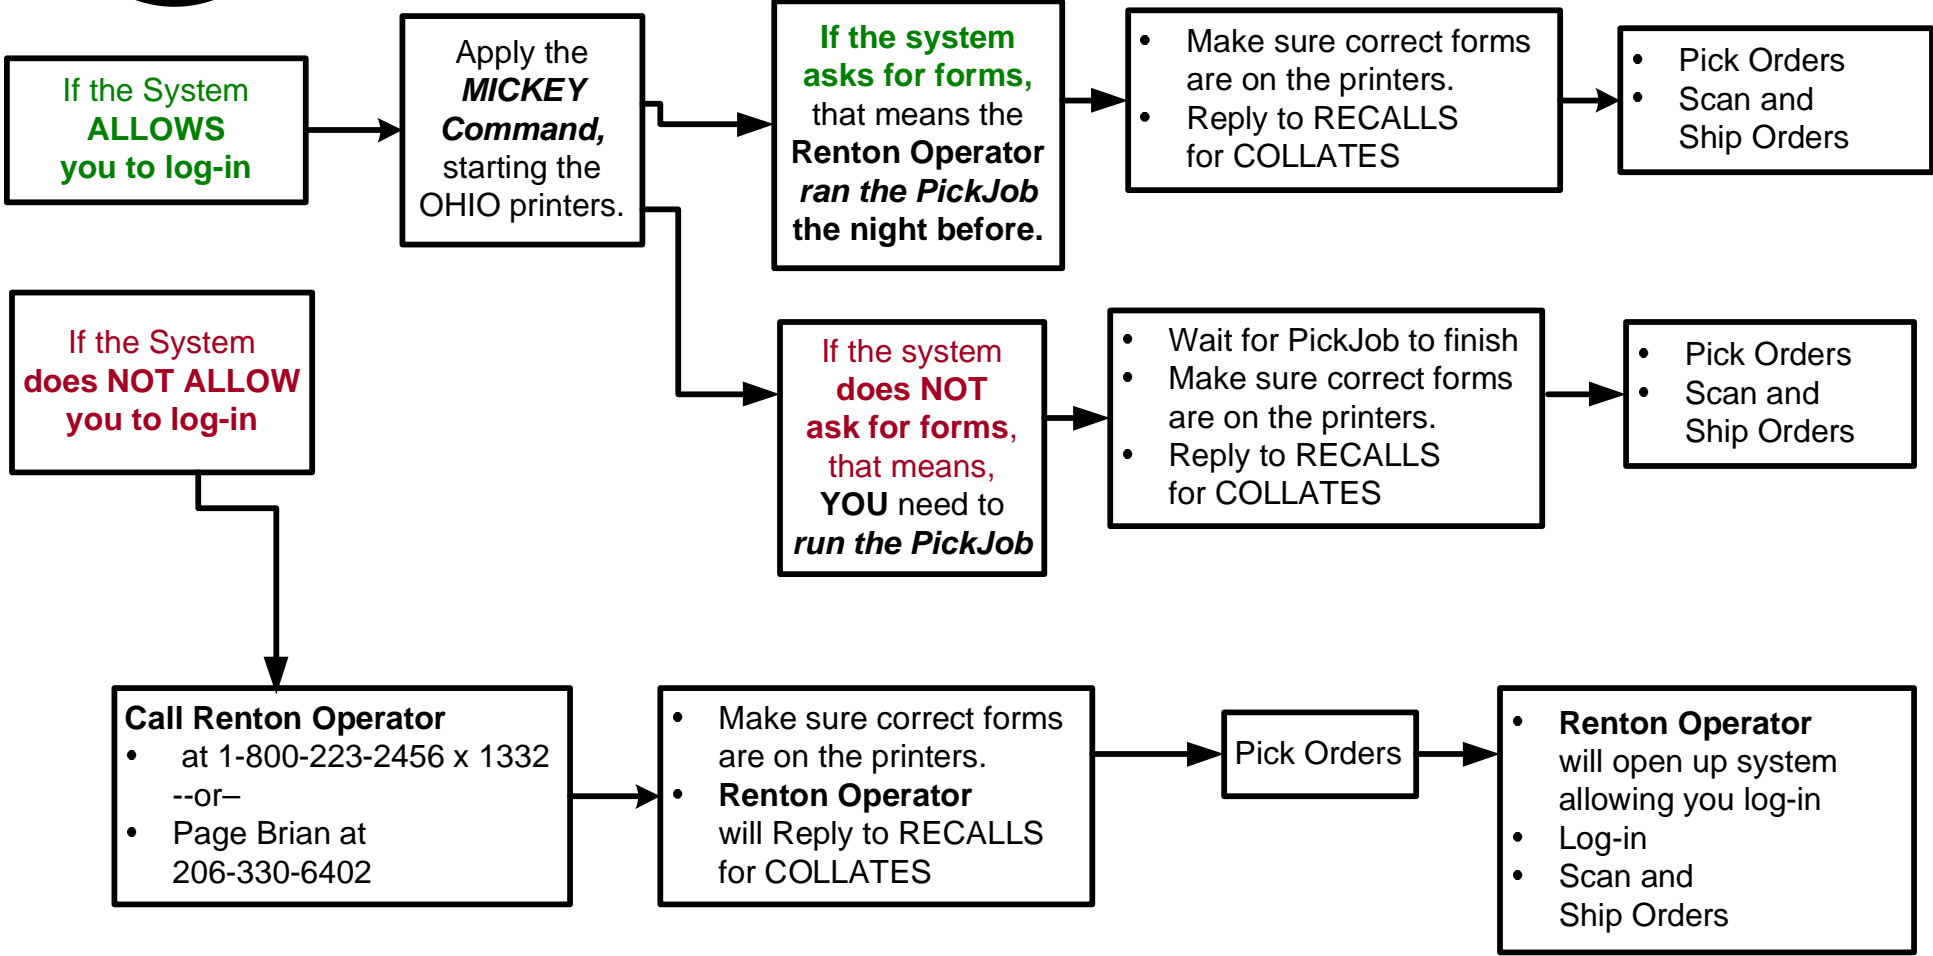 If the System
ALLOWS
you to log-in
Apply the
MICKEY
Command,
starting the
OHIO printers.
If the system
asks for forms,
that means the
Renton Operator
ran the PickJob
the night before.
• Make sure correct forms
are on the printers.
• Reply to RECALLS
for COLLATES
• Pick Orders
• Scan and
Ship Orders
If the System
does NOT ALLOW
you to log-in
If the system
does NOT
ask for forms,
that means,
YOU need to
run the PickJob
• Wait for PickJob to finish
• Make sure correct forms
are on the printers.
• Reply to RECALLS
for COLLATES
• Pick Orders
• Scan and
Ship Orders
Call Renton Operator
• at 1-800-223-2456 x 1332
--or–
• Page Brian at
206-330-6402
• Make sure correct forms
are on the printers.
• Renton Operator
will Reply to RECALLS
for COLLATES
Pick Orders
• Renton Operator
will open up system
allowing you log-in
• Log-in
• Scan and
Ship Orders